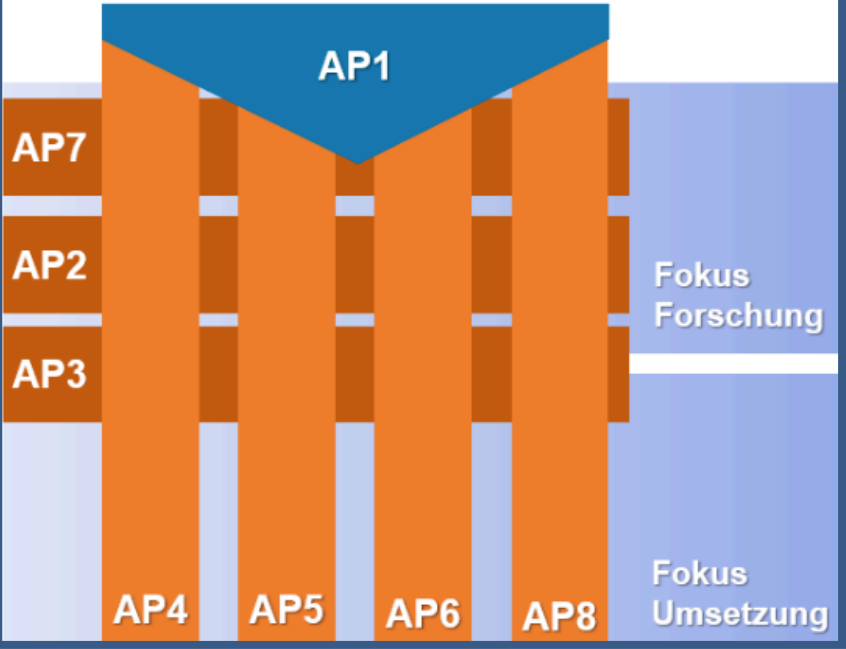 AP1
AP7
AP2
Fokus
Forschung
AP3
Fokus
Umsetzung
AP4
AP5
AP6
AP8